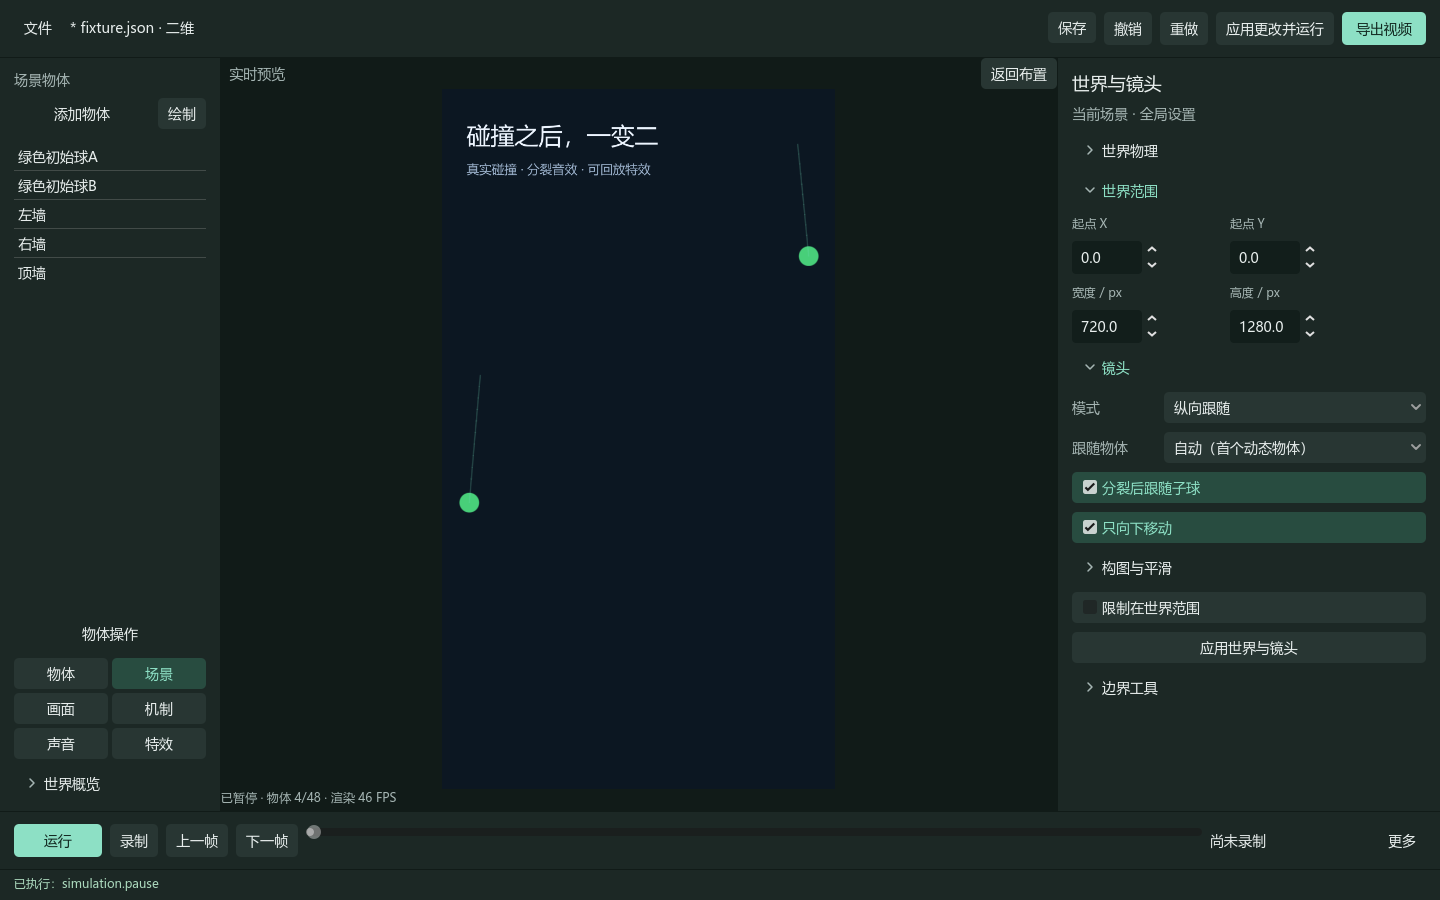 文件 * fixture.json · 二维 保存 撤销 重做 应用更改并运行 导出视频
场景物体
添加物体 绘制
绿色初始球A
绿色初始球B
左墙
右墙
顶墙
物体操作
物体 场景
画面 机制
声音 特效
世界概览
实时预览 返回布置
碰撞之后，一变二
真实碰撞 · 分裂音效 · 可回放特效
已暂停 · 物体 4/48 · 渲染 46 FPS
世界与镜头
当前场景 · 全局设置
世界物理
世界范围
起点 X 起点 Y
0.0 0.0
宽度 / px 高度 / px
720.0 1280.0
镜头
模式 纵向跟随
跟随物体 自动（首个动态物体）
分裂后跟随子球
只向下移动
构图与平滑
限制在世界范围
应用世界与镜头
边界工具
运行 录制 上一帧 下一帧 尚未录制 更多
已执行：simulation.pause